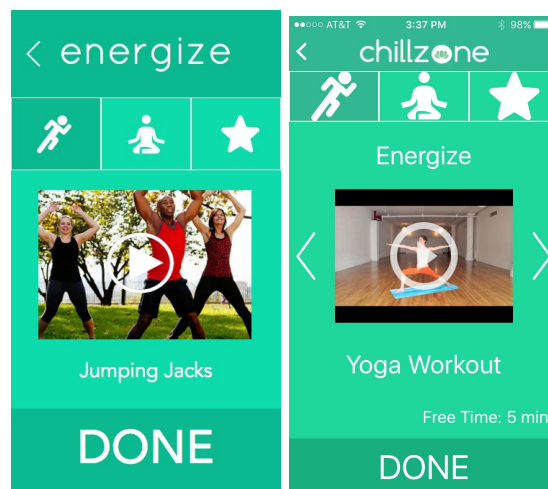 energize
Jumping Jacks
DONE
AT&T 3:37 PM 98%
chillzone
Energize
Yoga Workout
Free Time: 5 min
DONE